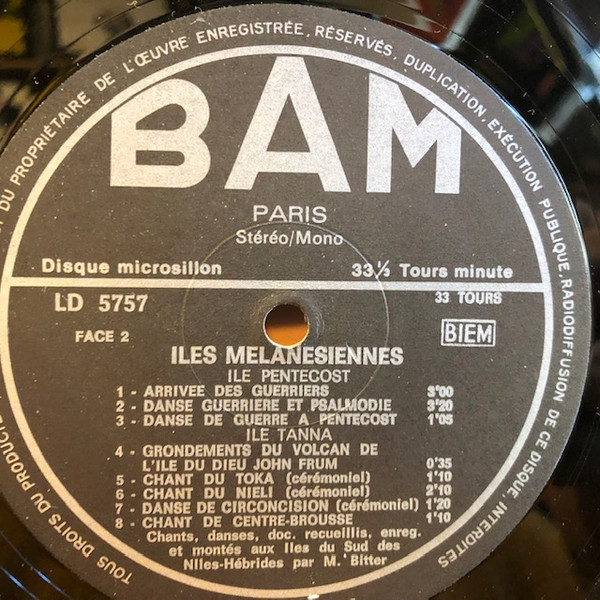 DU PROPRIÉTAIRE DE L'ŒUVRE ENREGISTRÉE, RÉSERVÉS, DUPLICATION, EXÉCUTION PUBLIQUE, RADIODIFFUSION DE CE DISQUE, INTERDITES
BAM
PARIS
Stéréo/Mono
Disque microsillon 33⅓ Tours minute
LD 5757 33 TOURS
FACE 2 BIEM
ILES MELANESIENNES
ILE PENTECOST
1 - ARRIVEE DES GUERRIERS 3'00
2 - DANSE GUERRIERE ET PSALMODIE 3'20
3 - DANSE DE GUERRE A PENTECOST 1'05
ILE TANNA
4 - GRONDEMENTS DU VOLCAN DE
L'ILE DU DIEU JOHN FRUM 0'35
5 - CHANT DU TOKA (cérémoniel) 1'10
6 - CHANT DU NIELI (cérémoniel) 2'10
7 - DANSE DE CIRCONCISION (cérémoniel) 1'20
8 - CHANT DE CENTRE-BROUSSE 1'10
Chants, danses, doc. recueillis, enreg.
et montés aux Iles du Sud des
Nlles-Hébrides par M. Bitter
TOUS DROITS DU PRODUCTE